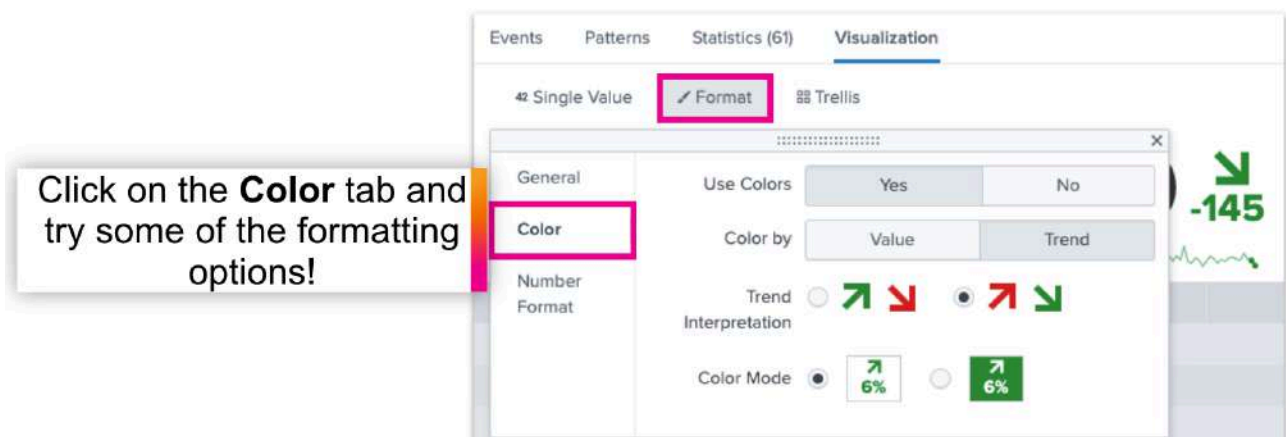 Events Patterns Statistics (61) Visualization
42 Single Value Format Trellis
Click on the Color tab and
try some of the formatting
options!
General
Color
Number
Format
Use Colors Yes No
Color by Value Trend
Trend
Interpretation
Color Mode 6% 6%
-145